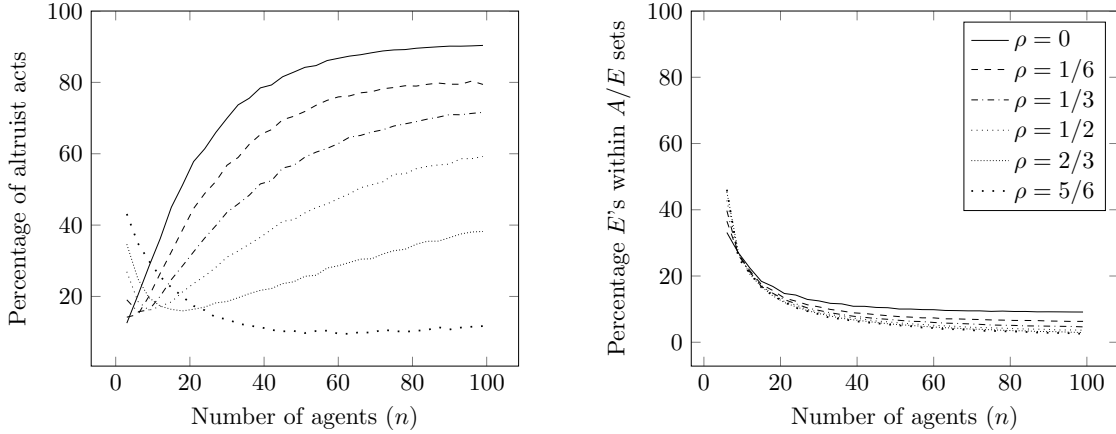 100
80
60
40
20
0 20 40 60 80 100
Number of agents (n)
Percentage of altruist acts
100
80
60
40
20
0
0 20 40 60 80 100
Number of agents (n)
Percentage E's within A/E sets
ρ = 0
ρ = 1/6
ρ = 1/3
ρ = 1/2
ρ = 2/3
ρ = 5/6